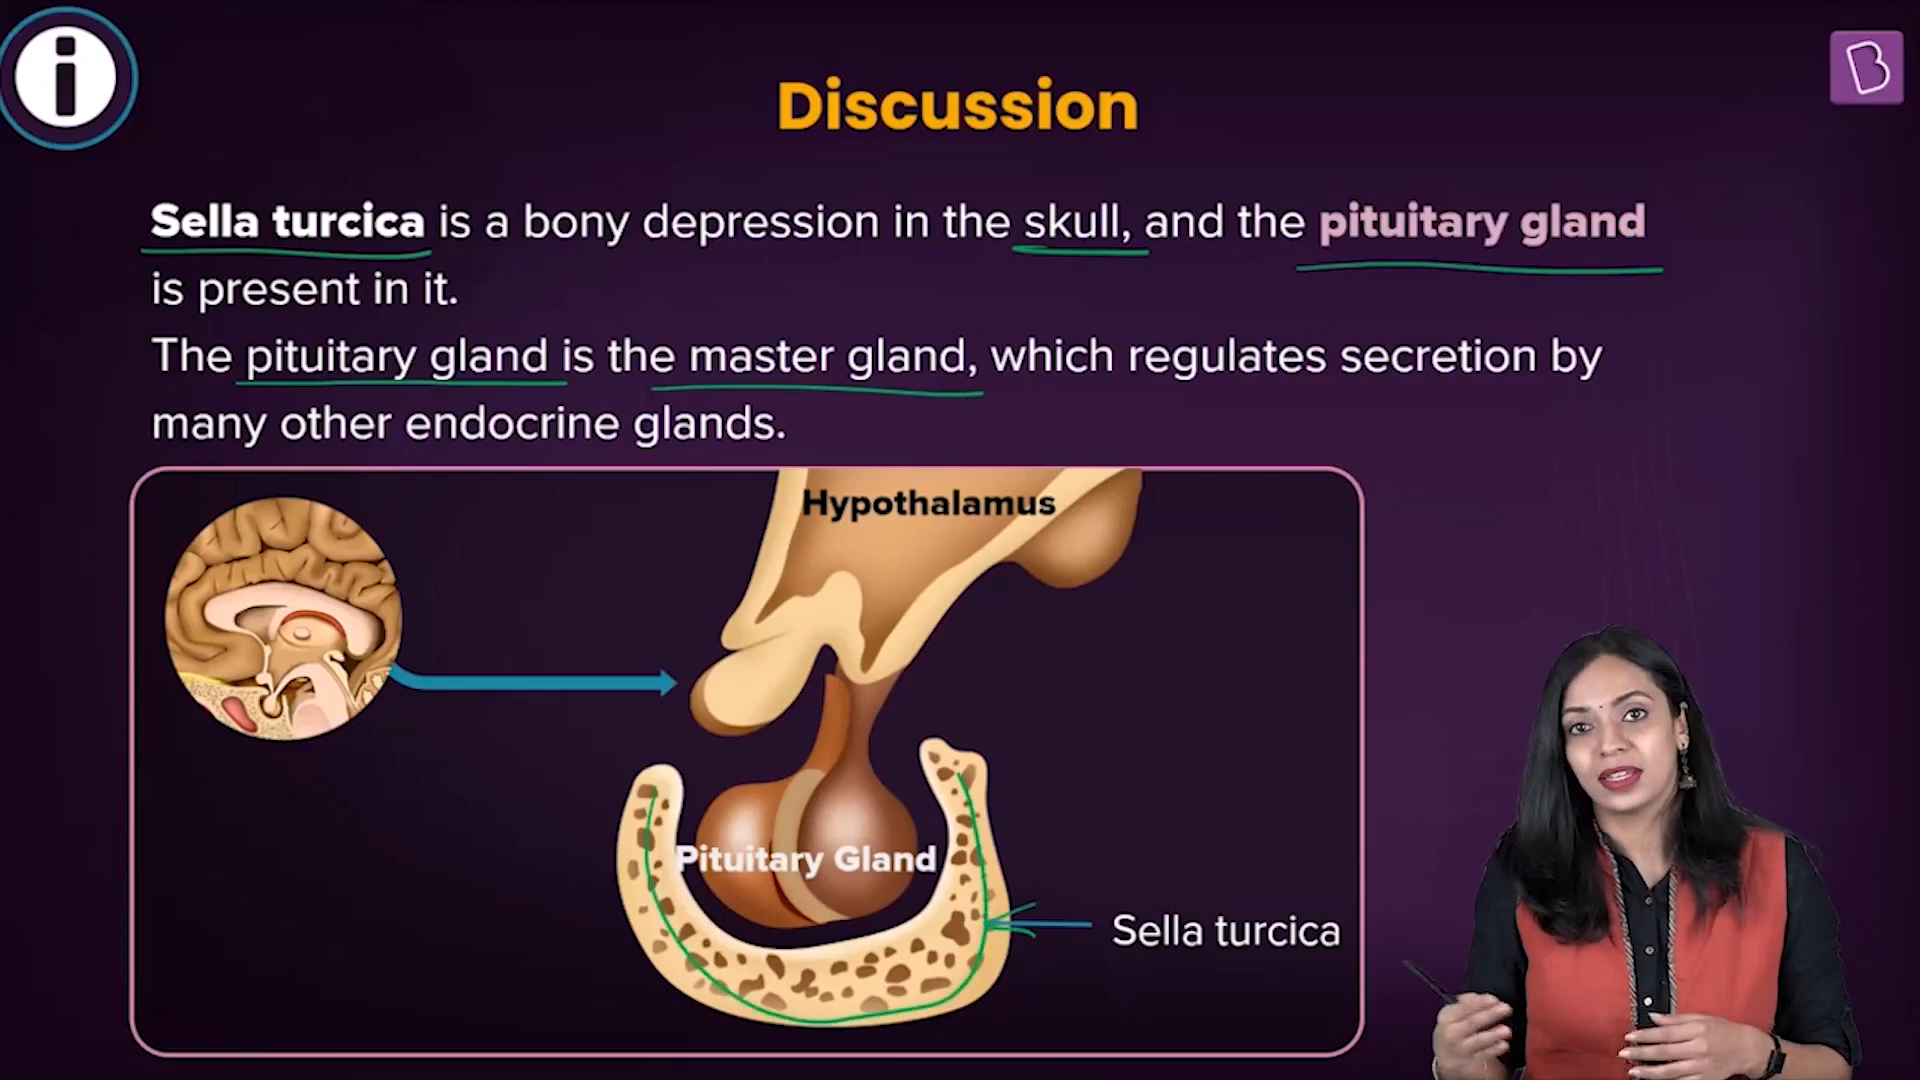 Discussion
Sella turcica is a bony depression in the skull, and the pituitary gland
is present in it.
The pituitary gland is the master gland, which regulates secretion by
many other endocrine glands.
Hypothalamus
Pituitary Gland
Sella turcica